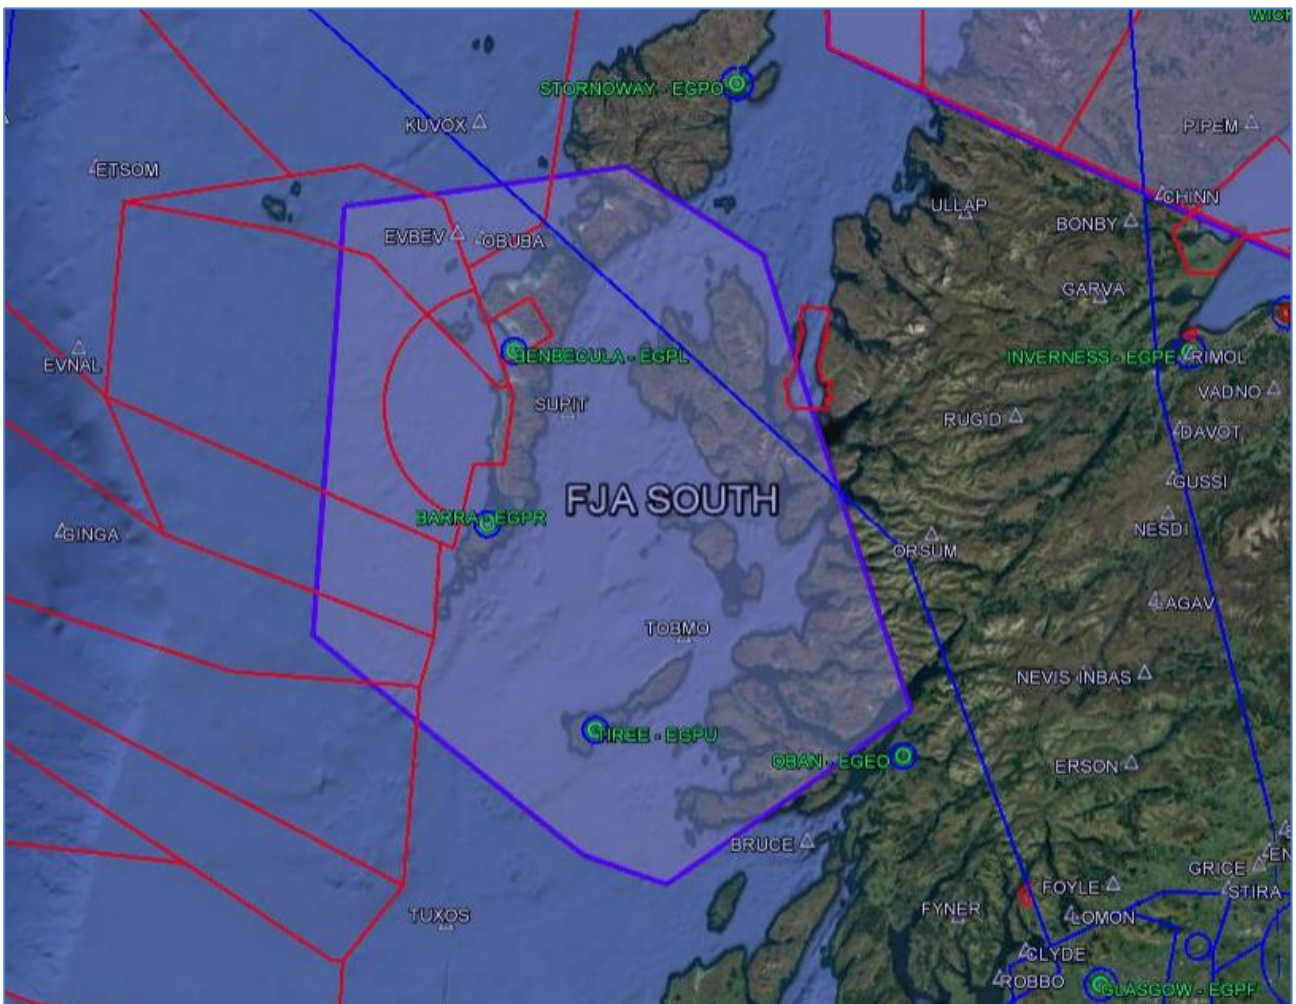 WICK
STORNOWAY - EGPO
KUVOX
PIPEM
ETSOM
CHINN
ULLAP
BONBY
EVBEV
OBUBA
GARVA
EVNAL
BENBECULA - EGPL
INVERNESS - EGPE
RIMOL
VADNO
SUPIT
RUGID
DAVOT
GUSSI
FJA SOUTH
BARRA - EGPR
NESDI
GINGA
ORSUM
LAGAV
TOBMO
NEVIS
INBAS
TIREE - EGPU
OBAN - EGEO
ERSON
BRUCE
GRICE
FOYLE
STIRA
TUXOS
FYNER
LOMON
CLYDE
ROBBO
GLASGOW - EGPF